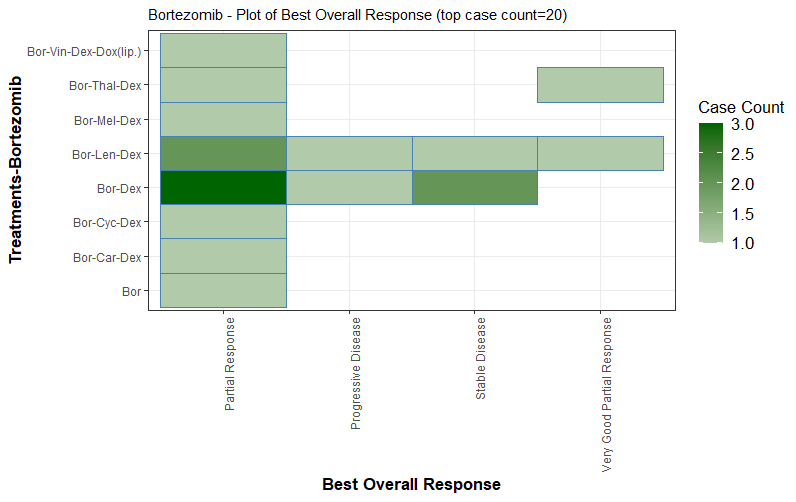 Bortezomib - Plot of Best Overall Response (top case count=20)
Treatments-Bortezomib
Bor-Vin-Dex-Dox(lip.)
Bor-Thal-Dex
Bor-Mel-Dex
Bor-Len-Dex
Bor-Dex
Bor-Cyc-Dex
Bor-Car-Dex
Bor
Partial Response
Progressive Disease
Stable Disease
Very Good Partial Response
Best Overall Response
Case Count
3.0
2.5
2.0
1.5
1.0